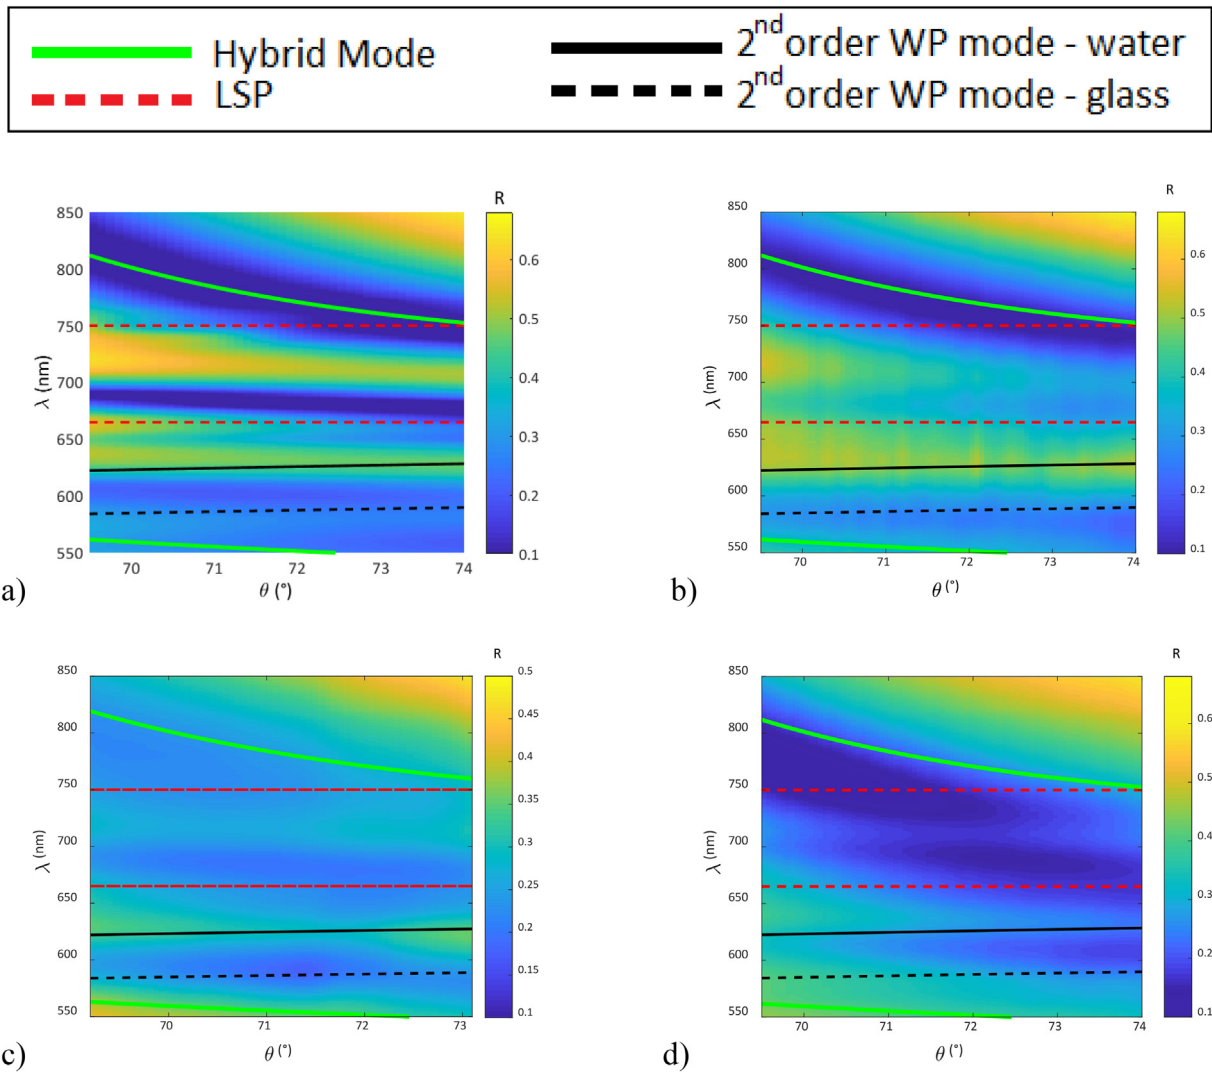 Hybrid Mode
LSP
2nd order WP mode - water
2nd order WP mode - glass
R
850
800
750
700
650
600
550
λ (nm)
70 71 72 73 74
θ (°)
0.6
0.5
0.4
0.3
0.2
0.1
a)
R
850
800
750
700
650
600
550
λ (nm)
70 71 72 73 74
θ (°)
0.6
0.5
0.4
0.3
0.2
0.1
b)
R
850
800
750
700
650
600
550
λ (nm)
70 71 72 73
θ (°)
0.5
0.45
0.4
0.35
0.3
0.25
0.2
0.15
0.1
c)
R
850
800
750
700
650
600
550
λ (nm)
70 71 72 73 74
θ (°)
0.6
0.5
0.4
0.3
0.2
0.1
d)